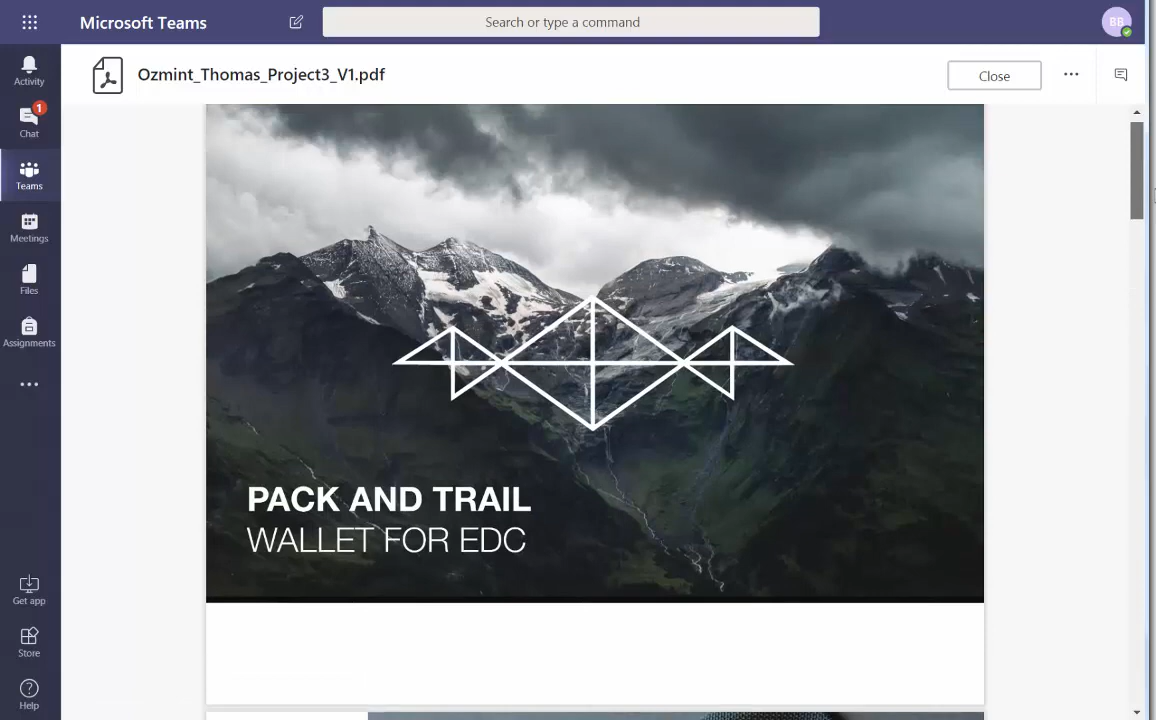 Microsoft Teams
Search or type a command
BB
Activity
1
Chat
Teams
Meetings
Files
Assignments
Get app
Store
Help
Ozmint_Thomas_Project3_V1.pdf
Close
PACK AND TRAIL
WALLET FOR EDC